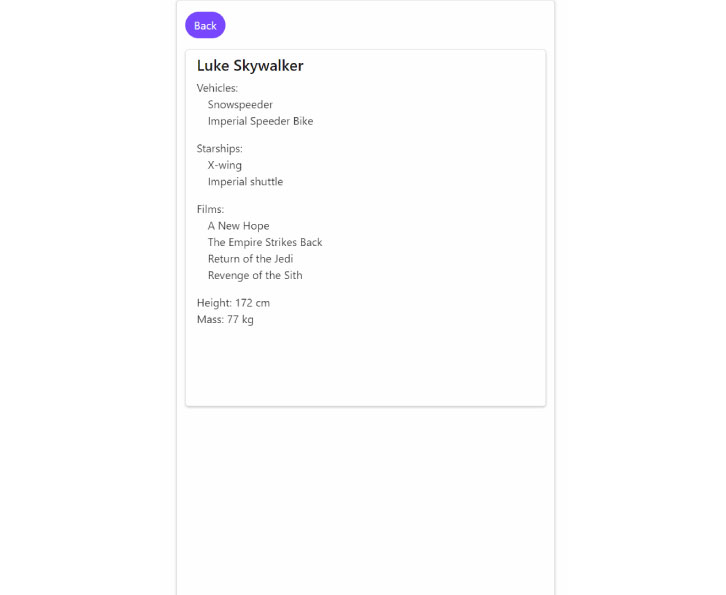 Back
Luke Skywalker
Vehicles:
Snowspeeder
Imperial Speeder Bike
Starships:
X-wing
Imperial shuttle
Films:
A New Hope
The Empire Strikes Back
Return of the Jedi
Revenge of the Sith
Height: 172 cm
Mass: 77 kg